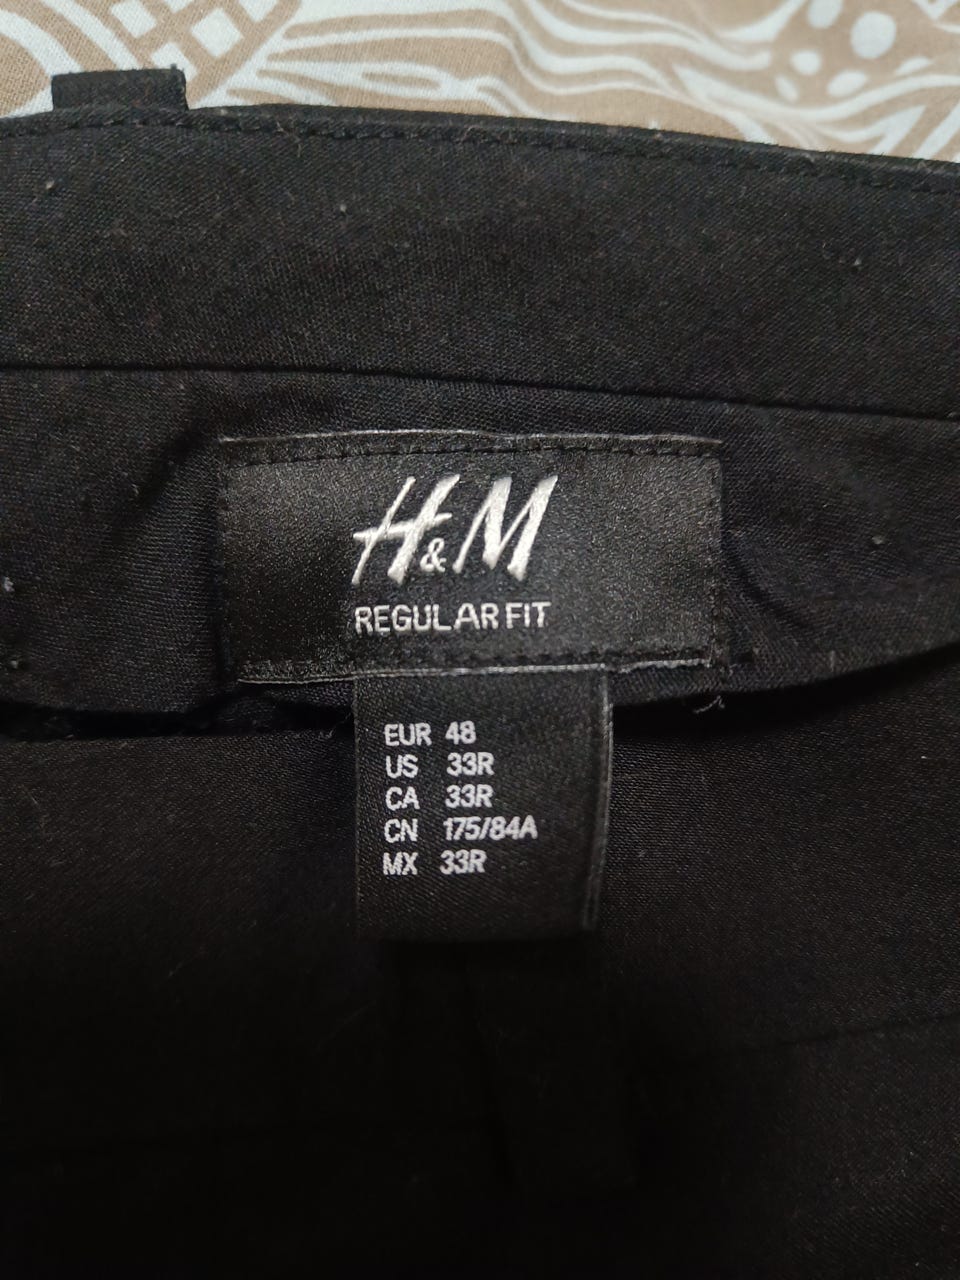 H&M
REGULAR FIT
EUR 48
US 33R
CA 33R
CN 175/84A
MX 33R